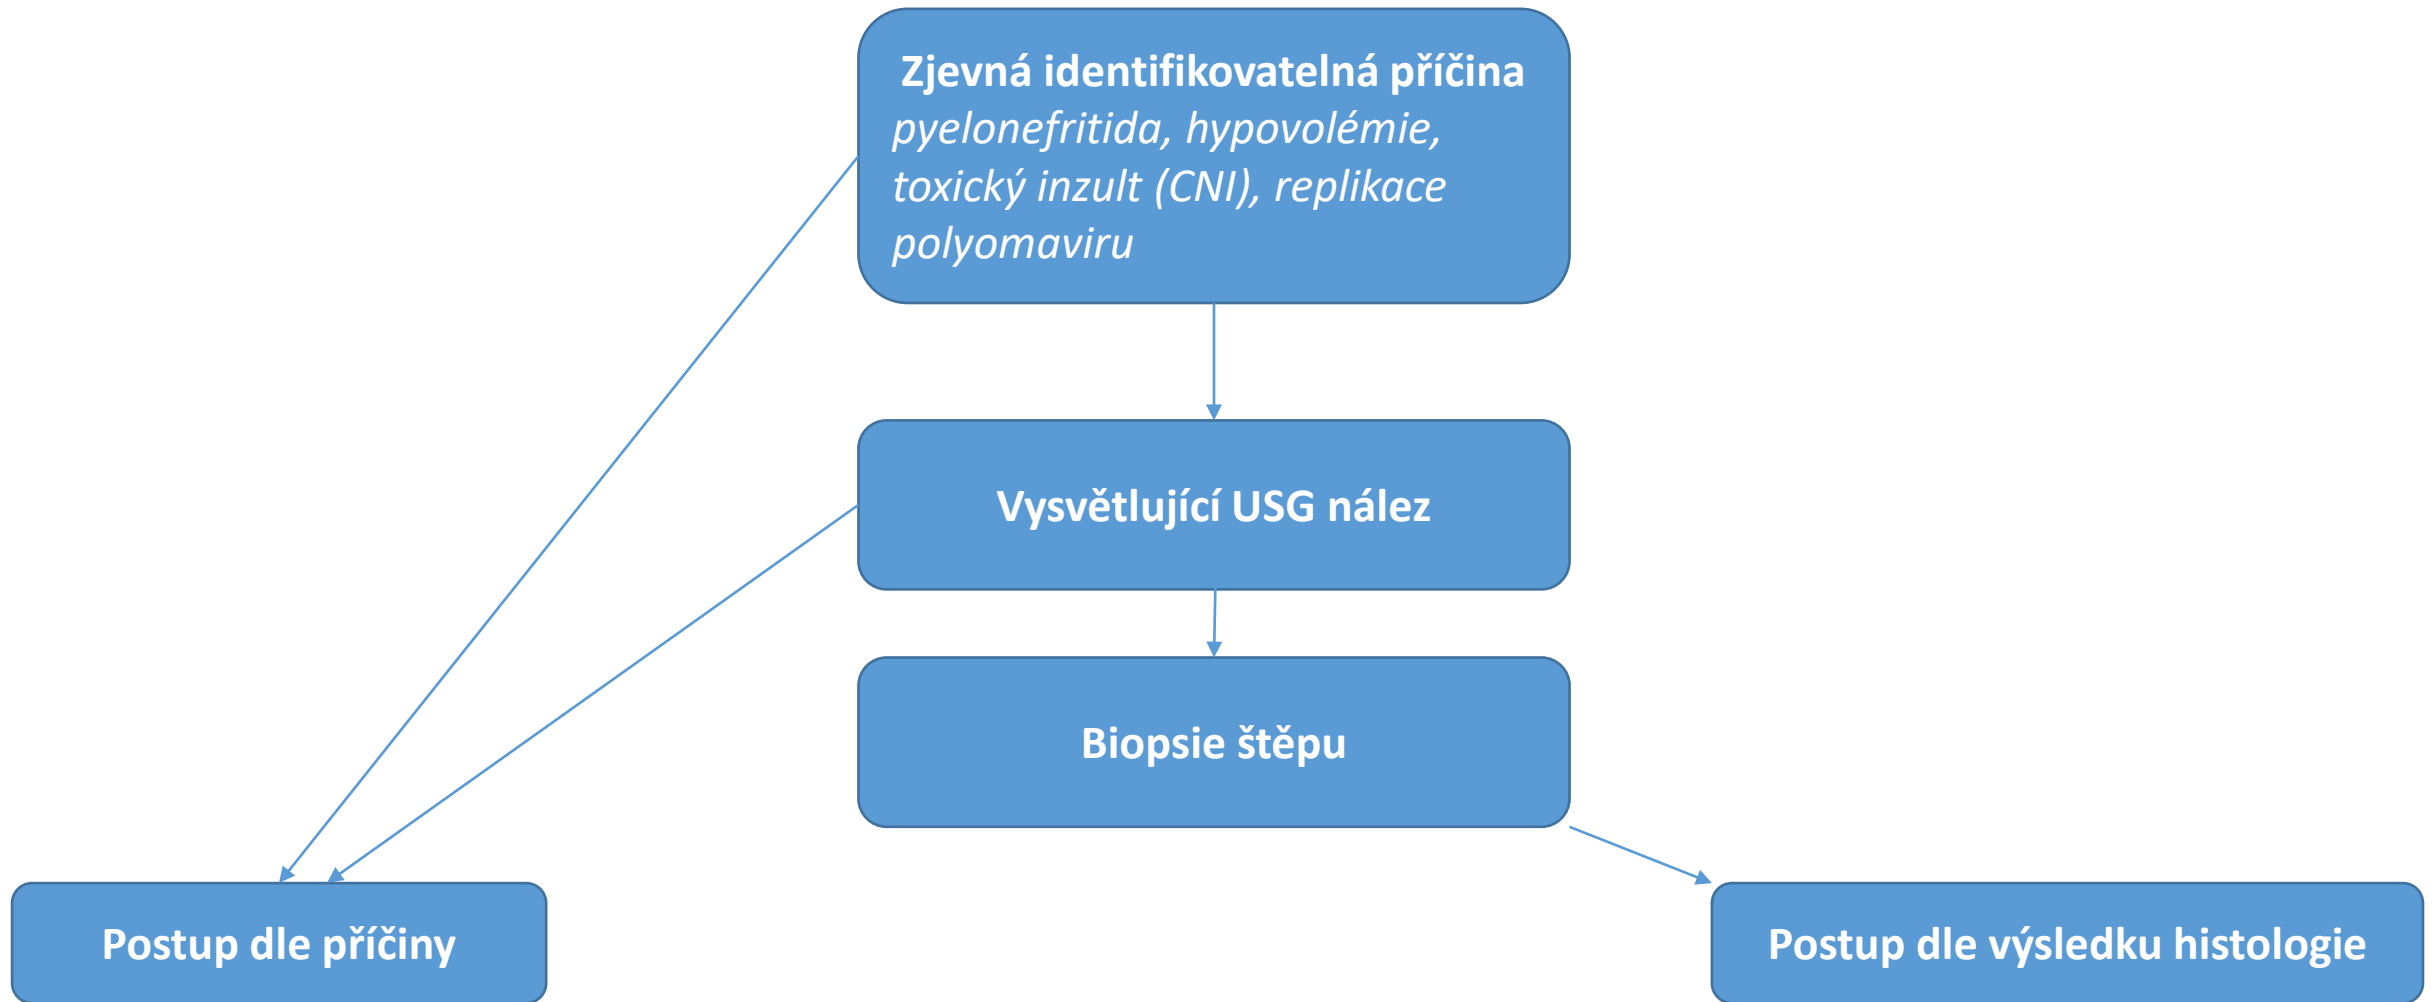 Zjevná identifikovatelná příčina
pyelonefritida, hypovolémie,
toxický inzult (CNI), replikace
polyomaviru
Vysvětlující USG nález
Biopsie štěpu
Postup dle příčiny
Postup dle výsledku histologie